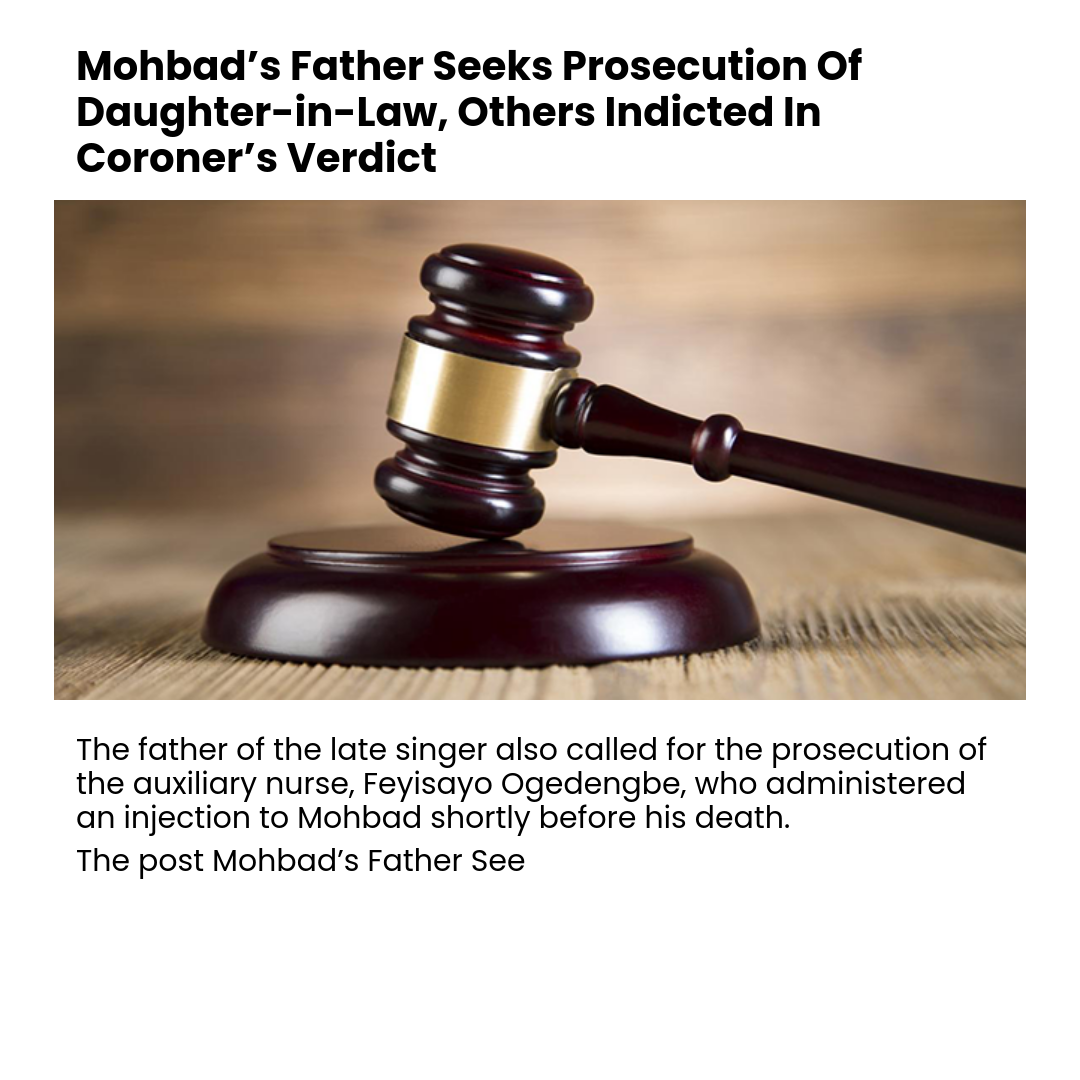 Mohbad’s Father Seeks Prosecution Of
Daughter-in-Law, Others Indicted In
Coroner’s Verdict
The father of the late singer also called for the prosecution of
the auxiliary nurse, Feyisayo Ogedengbe, who administered
an injection to Mohbad shortly before his death.
The post Mohbad’s Father See